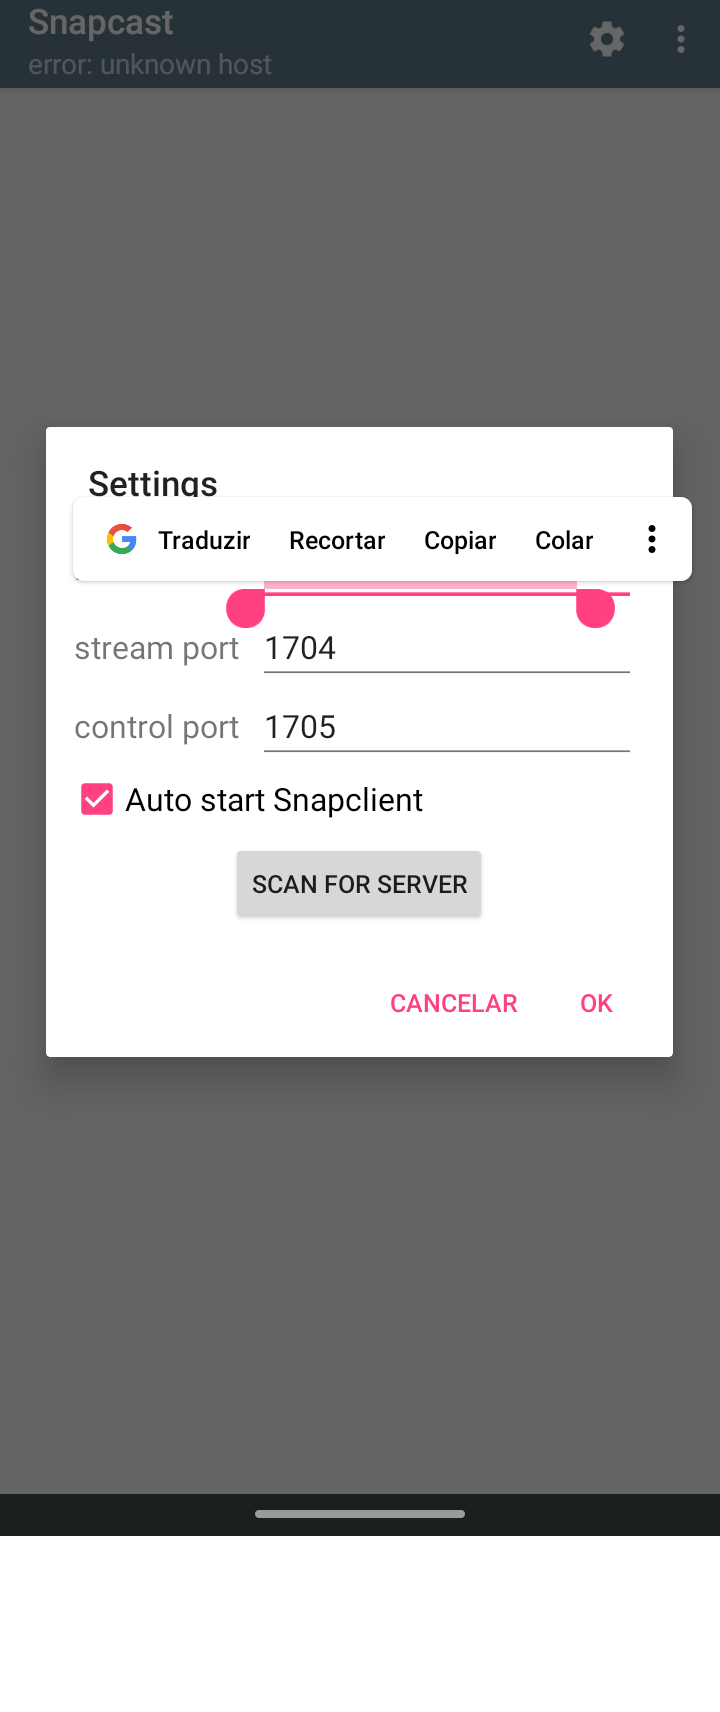 Snapcast
error: unknown host
Settings
Traduzir Recortar Copiar Colar
stream port 1704
control port 1705
Auto start Snapclient
SCAN FOR SERVER
CANCELAR OK